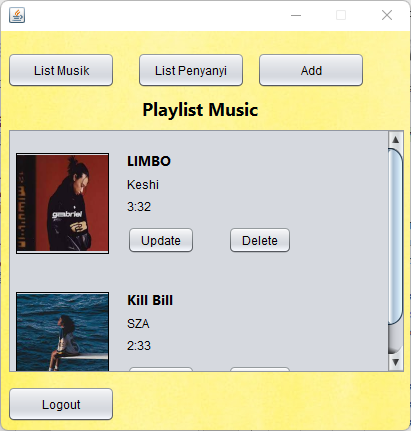 List Musik
List Penyanyi
Add
Playlist Music
LIMBO
Keshi
3:32
Update
Delete
Kill Bill
SZA
2:33
Logout